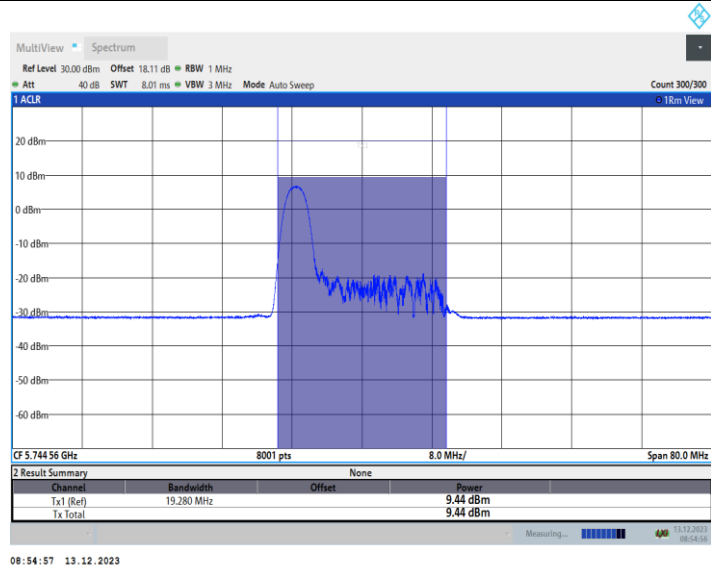 MultiView Spectrum
Ref Level 30.00 dBm Offset 18.11 dB RBW 1 MHz
Att 40 dB SWT 8.01 ms VBW 3 MHz Mode Auto Sweep Count 300/300
1 ACLR 1Rm View
20 dBm
10 dBm
0 dBm
-10 dBm
-20 dBm
-30 dBm
-40 dBm
-50 dBm
-60 dBm
CF 5.744 56 GHz 8001 pts 8.0 MHz/ Span 80.0 MHz
2 Result Summary None
Channel Bandwidth Offset Power
Tx1 (Ref) 19.280 MHz 9.44 dBm
Tx Total 9.44 dBm
Measuring... 13.12.2023
08:54:56
08:54:57 13.12.2023